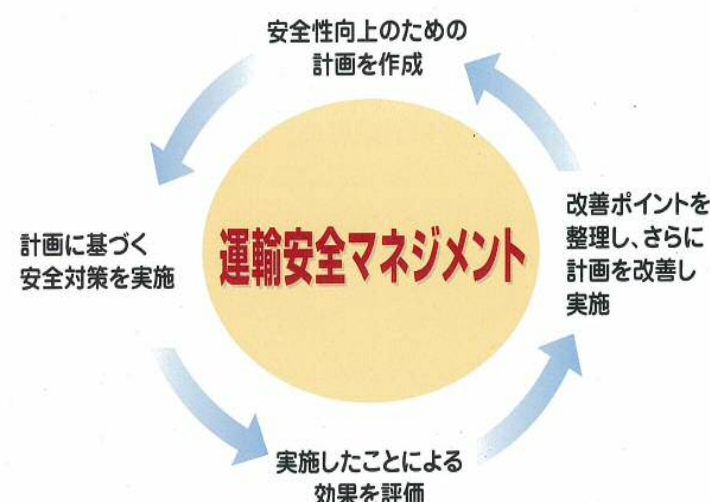 安全性向上のための
計画を作成
計画に基づく
安全対策を実施
運輸安全マネジメント
改善ポイントを
整理し、さらに
計画を改善し
実施
実施したことによる
効果を評価